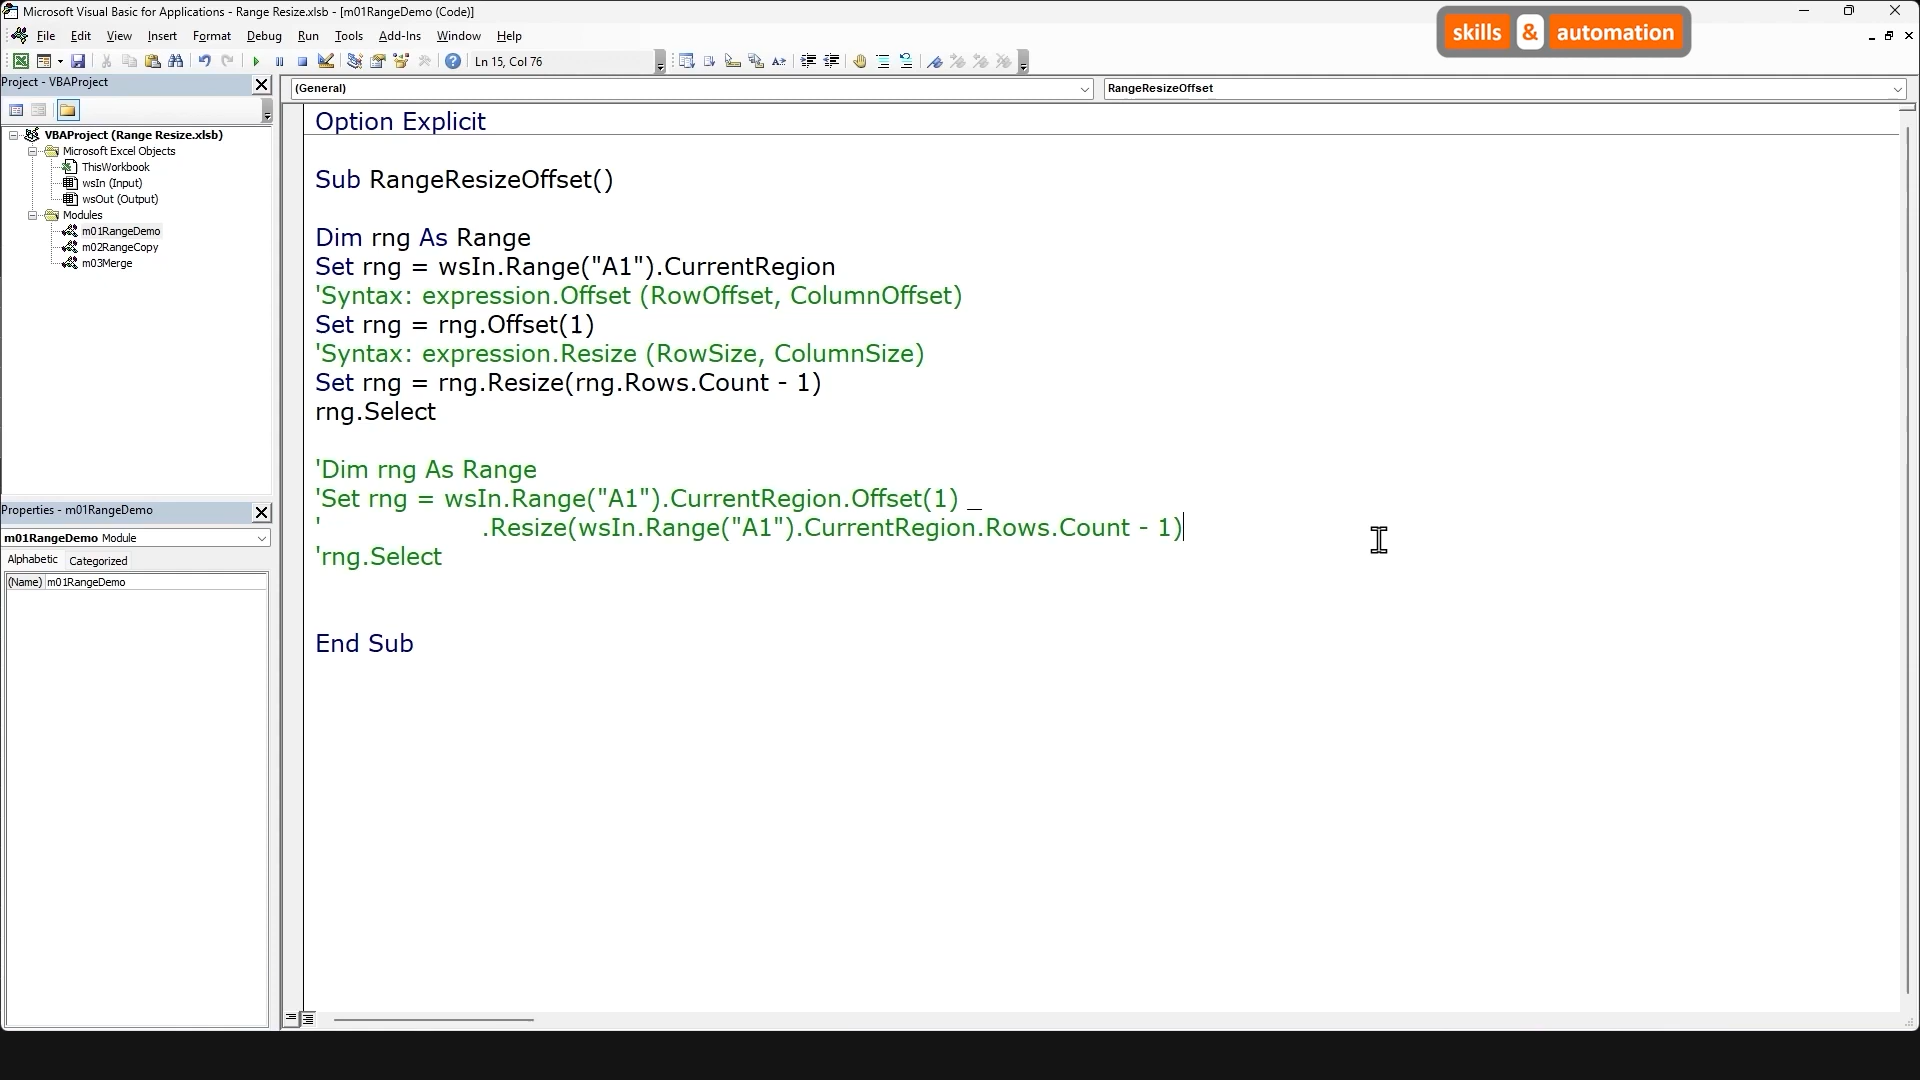 Microsoft Visual Basic for Applications - Range Resize.xlsb - [m01RangeDemo (Code)]
skills & automation
File Edit View Insert Format Debug Run Tools Add-Ins Window Help
Ln 15, Col 76
Project - VBAProject
(General)
RangeResizeOffset
VBAProject (Range Resize.xlsb)
Microsoft Excel Objects
ThisWorkbook
wsIn (Input)
wsOut (Output)
Modules
m01RangeDemo
m02RangeCopy
m03Merge
Properties - m01RangeDemo
m01RangeDemo Module
Alphabetic Categorized
(Name) m01RangeDemo
Option Explicit
Sub RangeResizeOffset()
Dim rng As Range
Set rng = wsIn.Range("A1").CurrentRegion
'Syntax: expression.Offset (RowOffset, ColumnOffset)
Set rng = rng.Offset(1)
'Syntax: expression.Resize (RowSize, ColumnSize)
Set rng = rng.Resize(rng.Rows.Count - 1)
rng.Select
'Dim rng As Range
'Set rng = wsIn.Range("A1").CurrentRegion.Offset(1) _
' .Resize(wsIn.Range("A1").CurrentRegion.Rows.Count - 1)
'rng.Select
End Sub